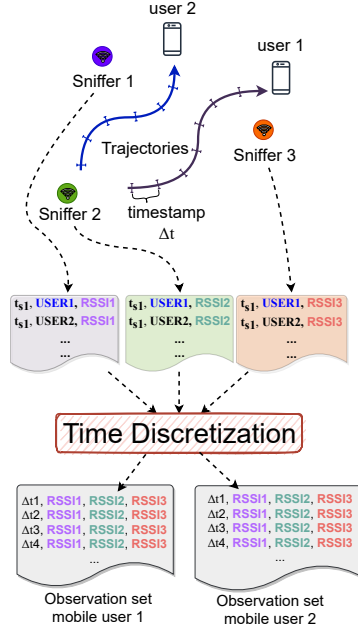 user 2
user 1
Sniffer 1
Trajectories
Sniffer 3
Sniffer 2
timestamp
Δt
ts1, USER1, RSSI1
ts1, USER2, RSSI1
...
...
ts1, USER1, RSSI2
ts1, USER2, RSSI2
...
...
ts1, USER1, RSSI3
ts1, USER2, RSSI3
...
...
Time Discretization
Δt1, RSSI1, RSSI2, RSSI3
Δt2, RSSI1, RSSI2, RSSI3
Δt3, RSSI1, RSSI2, RSSI3
Δt4, RSSI1, RSSI2, RSSI3
...
Observation set
mobile user 1
Δt1, RSSI1, RSSI2, RSSI3
Δt2, RSSI1, RSSI2, RSSI3
Δt3, RSSI1, RSSI2, RSSI3
Δt4, RSSI1, RSSI2, RSSI3
...
Observation set
mobile user 2